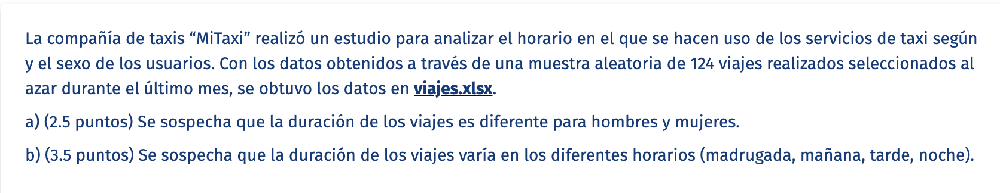 La compañía de taxis “MiTaxi” realizó un estudio para analizar el horario en el que se hacen uso de los servicios de taxi según
y el sexo de los usuarios. Con los datos obtenidos a través de una muestra aleatoria de 124 viajes realizados seleccionados al
azar durante el último mes, se obtuvo los datos en viajes.xlsx.
a) (2.5 puntos) Se sospecha que la duración de los viajes es diferente para hombres y mujeres.
b) (3.5 puntos) Se sospecha que la duración de los viajes varía en los diferentes horarios (madrugada, mañana, tarde, noche).